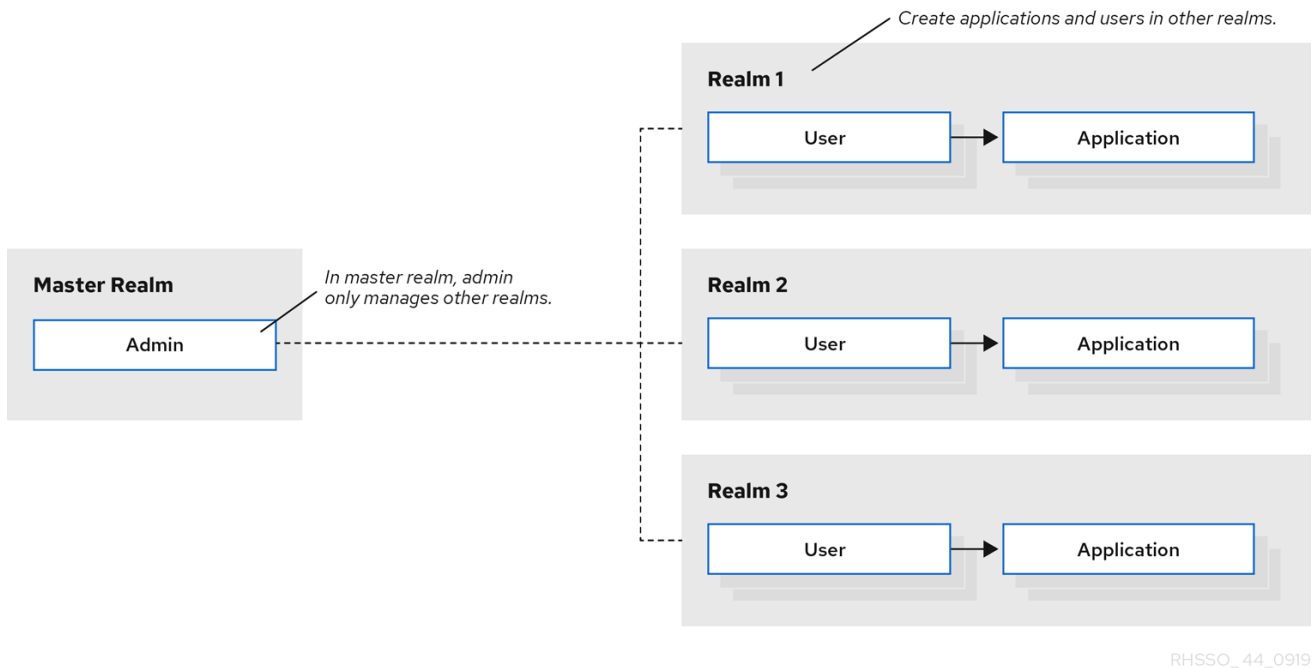 Create applications and users in other realms.
Realm 1
User
Application
Master Realm
In master realm, admin
only manages other realms.
Admin
Realm 2
User
Application
Realm 3
User
Application
RHSSO_44_0919